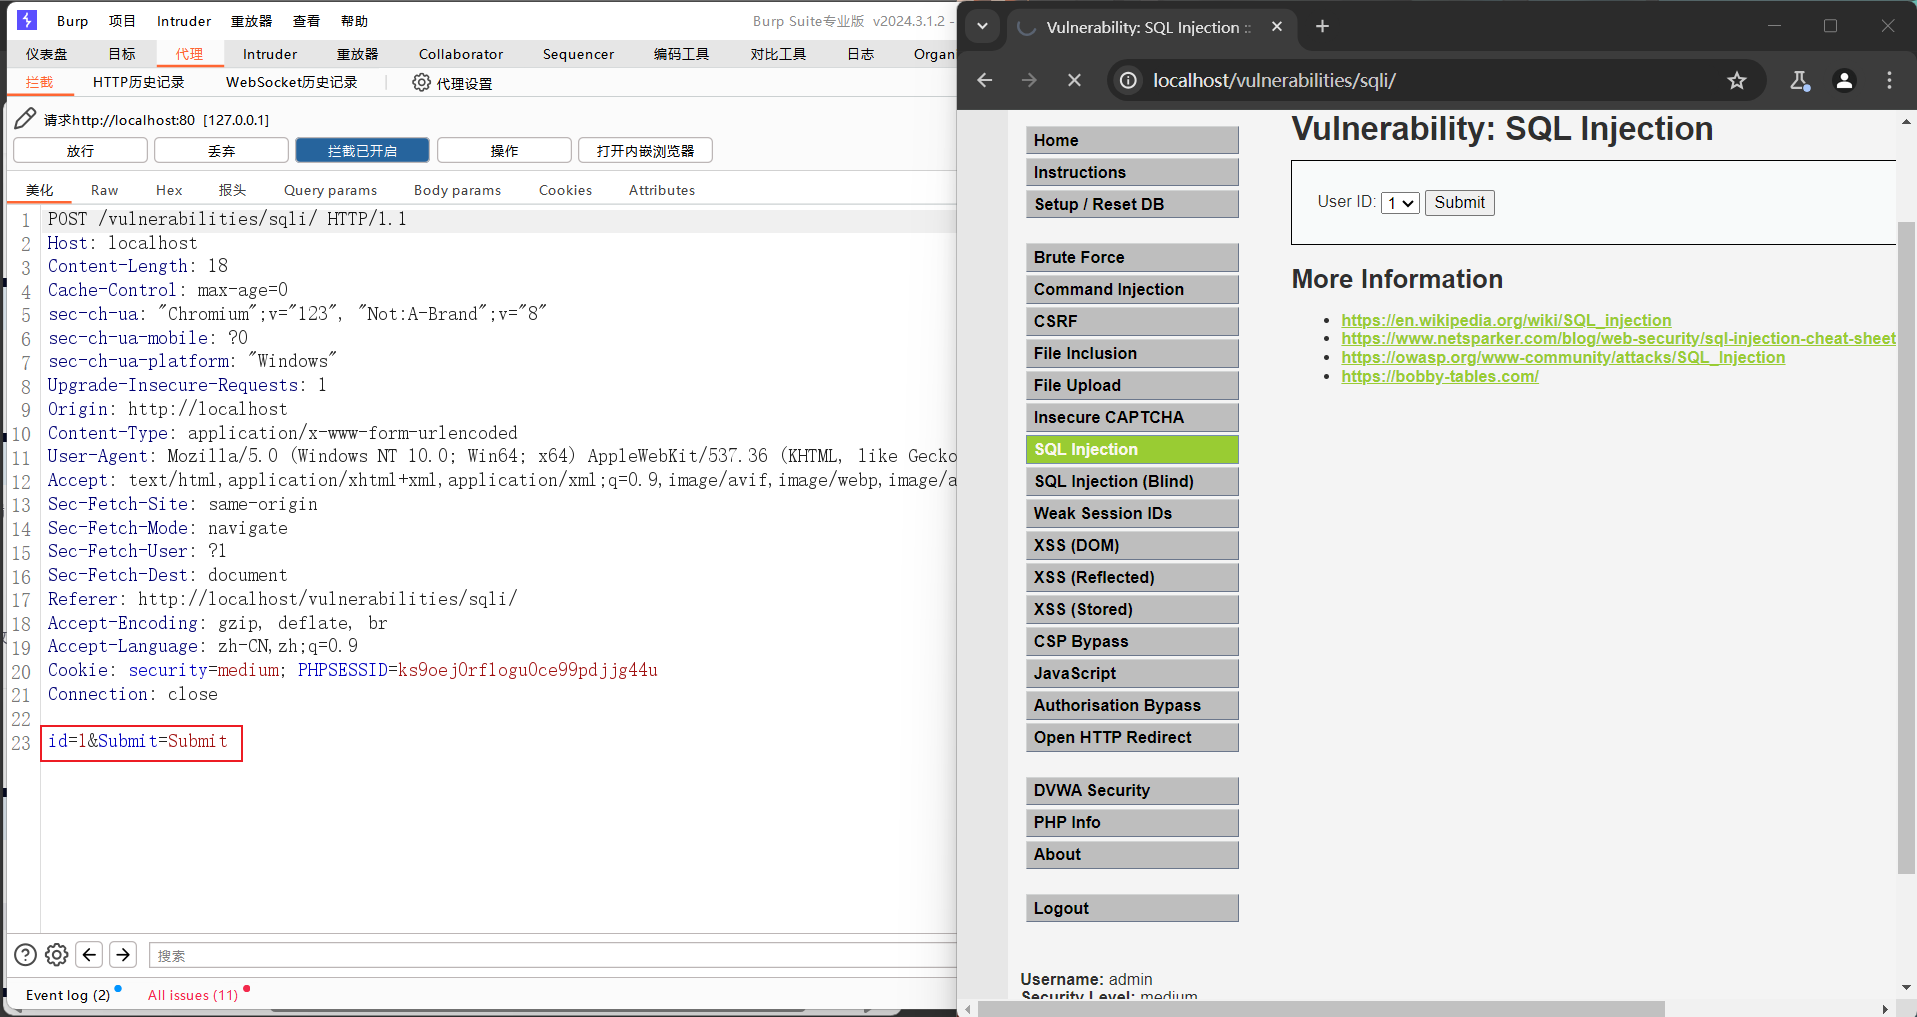 Burp 项目 Intruder 重放器 查看 帮助 Burp Suite专业版 v2024.3.1.2 -
仪表盘 目标 代理 Intruder 重放器 Collaborator Sequencer 编码工具 对比工具 日志 Organ
拦截 HTTP历史记录 WebSocket历史记录 代理设置
请求http://localhost:80 [127.0.0.1]
放行 丢弃 拦截已开启 操作 打开内嵌浏览器
美化 Raw Hex 报头 Query params Body params Cookies Attributes
1 POST /vulnerabilities/sqli/ HTTP/1.1
2 Host: localhost
3 Content-Length: 18
4 Cache-Control: max-age=0
5 sec-ch-ua: "Chromium";v="123", "Not:A-Brand";v="8"
6 sec-ch-ua-mobile: ?0
7 sec-ch-ua-platform: "Windows"
8 Upgrade-Insecure-Requests: 1
9 Origin: http://localhost
10 Content-Type: application/x-www-form-urlencoded
11 User-Agent: Mozilla/5.0 (Windows NT 10.0; Win64; x64) AppleWebKit/537.36 (KHTML, like Gecko
12 Accept: text/html,application/xhtml+xml,application/xml;q=0.9,image/avif,image/webp,image/a
13 Sec-Fetch-Site: same-origin
14 Sec-Fetch-Mode: navigate
15 Sec-Fetch-User: ?1
16 Sec-Fetch-Dest: document
17 Referer: http://localhost/vulnerabilities/sqli/
18 Accept-Encoding: gzip, deflate, br
19 Accept-Language: zh-CN,zh;q=0.9
20 Cookie: security=medium; PHPSESSID=ks9oej0rflogu0ce99pdjjg44u
21 Connection: close
22
23 id=1&Submit=Submit
搜索
Event log (2) All issues (11)
Vulnerability: SQL Injection ::
localhost/vulnerabilities/sqli/
Home
Instructions
Setup / Reset DB
Brute Force
Command Injection
CSRF
File Inclusion
File Upload
Insecure CAPTCHA
SQL Injection
SQL Injection (Blind)
Weak Session IDs
XSS (DOM)
XSS (Reflected)
XSS (Stored)
CSP Bypass
JavaScript
Authorisation Bypass
Open HTTP Redirect
DVWA Security
PHP Info
About
Logout
Username: admin
Security Level: medium
Vulnerability: SQL Injection
User ID: 1 Submit
More Information
https://en.wikipedia.org/wiki/SQL_injection
https://www.netsparker.com/blog/web-security/sql-injection-cheat-sheet
https://owasp.org/www-community/attacks/SQL_Injection
https://bobby-tables.com/